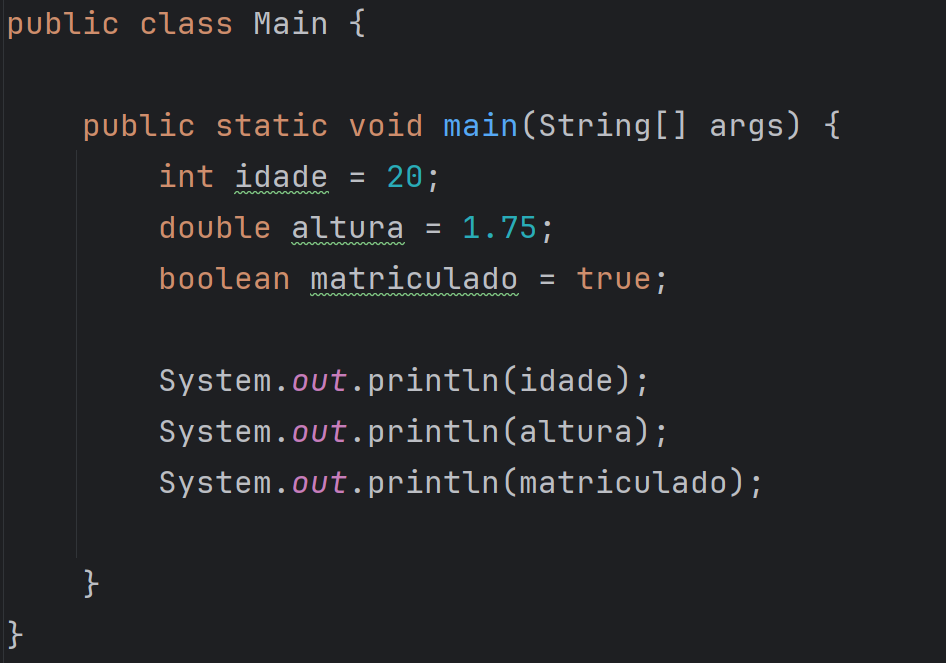 public class Main {
public static void main(String[] args) {
int idade = 20;
double altura = 1.75;
boolean matriculado = true;
System.out.println(idade);
System.out.println(altura);
System.out.println(matriculado);
}
}